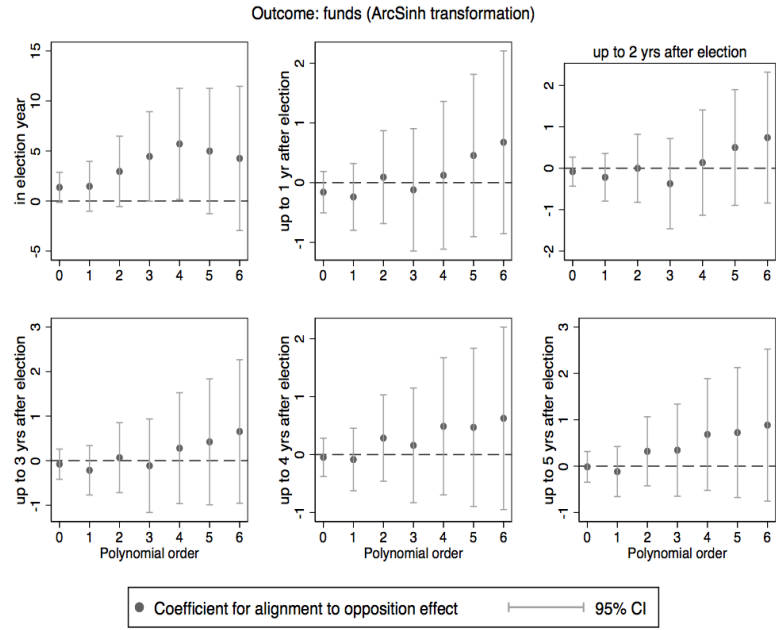 Outcome: funds (ArcSinh transformation)
in election year
15
10
5
0
-5
0 1 2 3 4 5 6
up to 1 yr after election
2
1
0
-1
0 1 2 3 4 5 6
up to 2 yrs after election
2
1
0
-1
-2
0 1 2 3 4 5 6
up to 3 yrs after election
3
2
1
0
-1
0 1 2 3 4 5 6
Polynomial order
up to 4 yrs after election
2
1
0
-1
0 1 2 3 4 5 6
Polynomial order
up to 5 yrs after election
3
2
1
0
-1
0 1 2 3 4 5 6
Polynomial order
Coefficient for alignment to opposition effect
95% CI